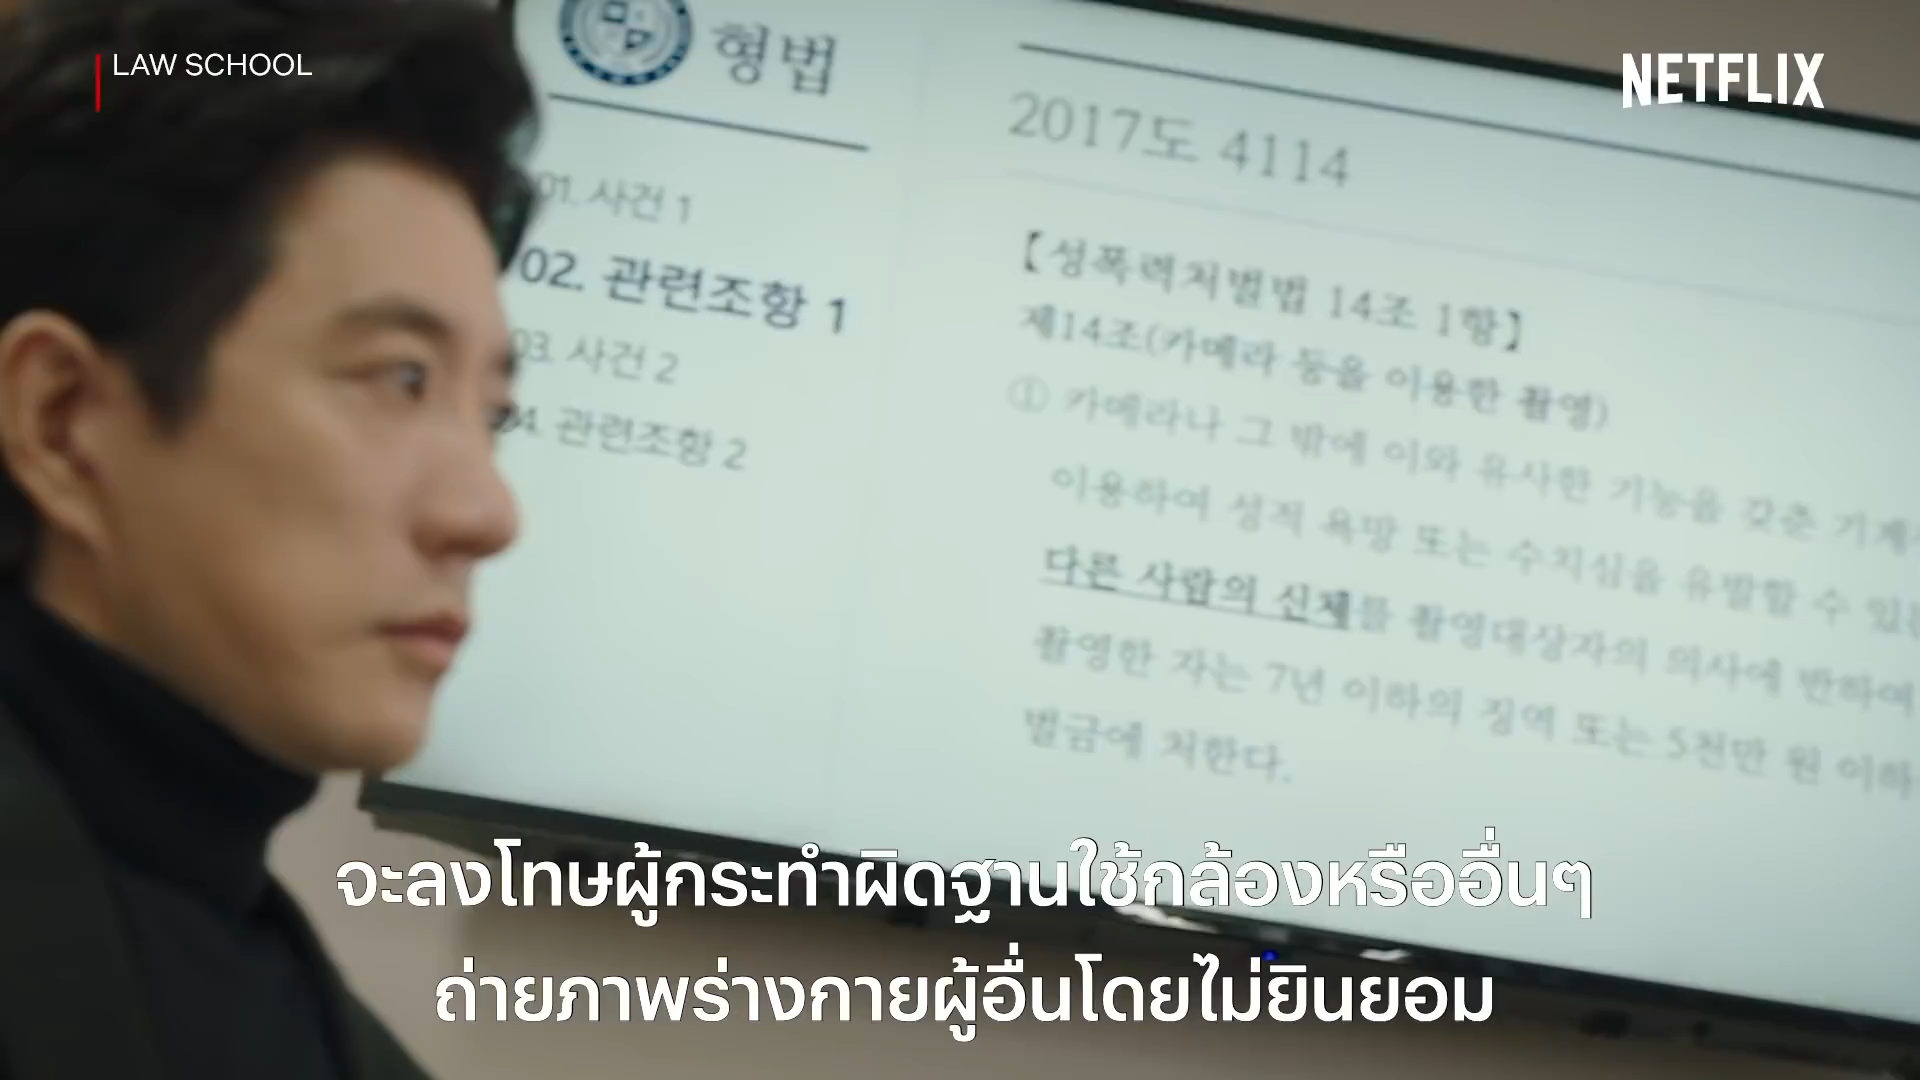 LAW SCHOOL
NETFLIX
형법
01. 사건 1
02. 관련조항 1
03. 사건 2
04. 관련조항 2
2017도 4114
【성폭력처벌법 14조 1항】
제14조(카메라 등을 이용한 촬영)
① 카메라나 그 밖에 이와 유사한 기능을 갖춘 기계
이용하여 성적 욕망 또는 수치심을 유발할 수 있는
다른 사람의 신체를 촬영대상자의 의사에 반하여
촬영한 자는 7년 이하의 징역 또는 5천만 원 이하
벌금에 처한다.
จะลงโทษผู้กระทำผิดฐานใช้กล้องหรืออื่นๆ
ถ่ายภาพร่างกายผู้อื่นโดยไม่ยินยอม